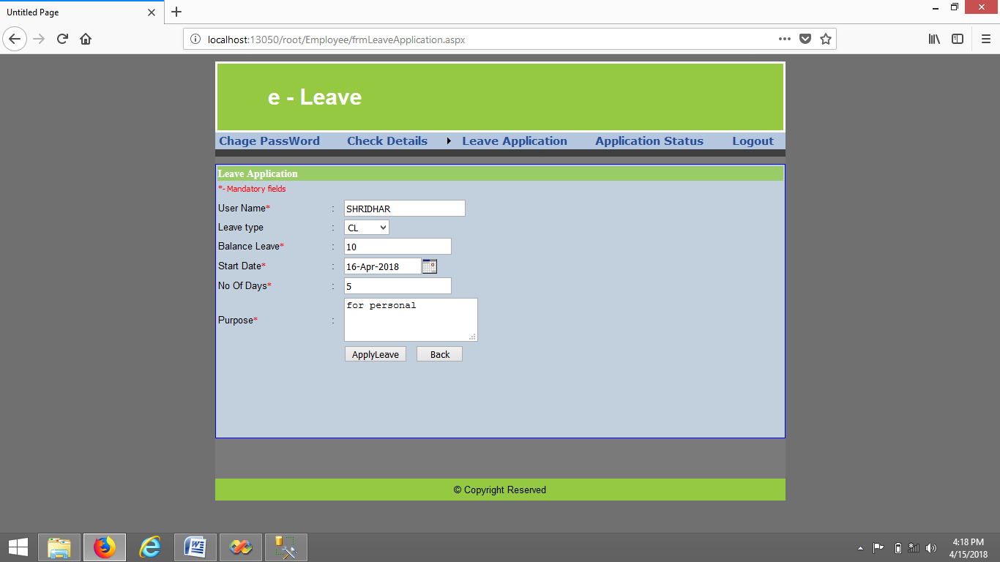 Untitled Page
localhost:13050/root/Employee/frmLeaveApplication.aspx
e - Leave
Chage PassWord Check Details Leave Application Application Status Logout
Leave Application
*- Mandatory fields
User Name* : SHRIDHAR
Leave type : CL
Balance Leave* : 10
Start Date* : 16-Apr-2018
No Of Days* : 5
Purpose* : for personal
ApplyLeave Back
© Copyright Reserved
4:18 PM
4/15/2018